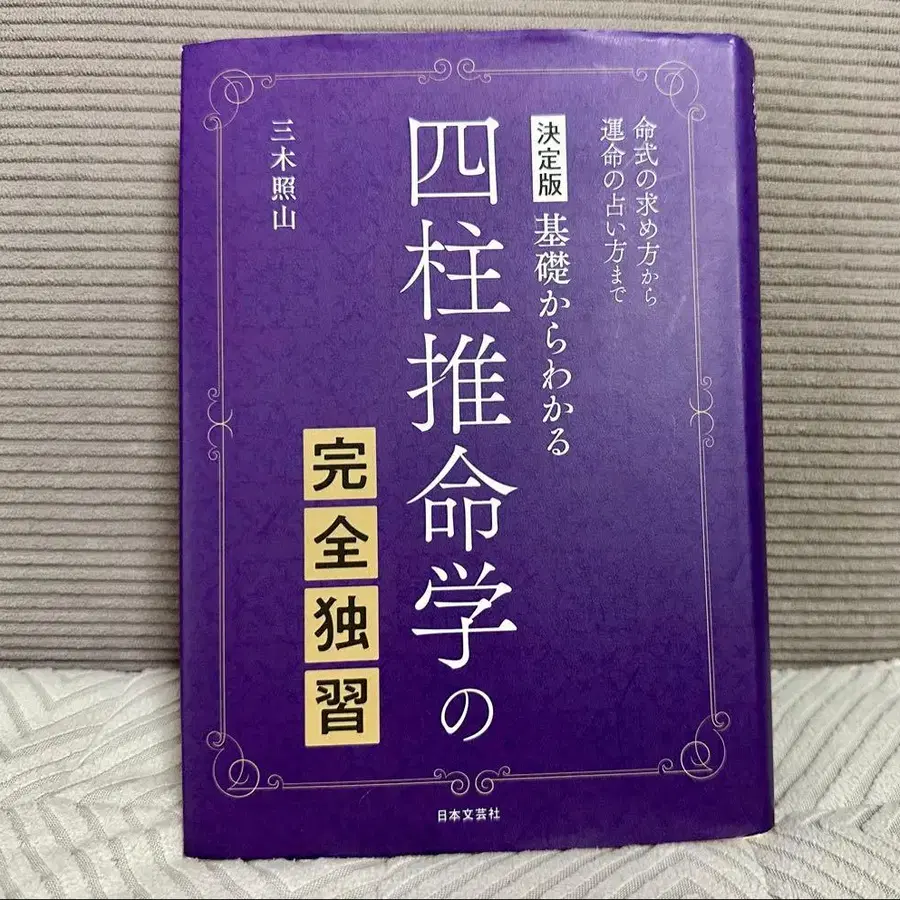 命式の求め方から
運命の占い方まで
決定版
基礎からわかる
四柱推命学の
完全独習
三木照山
日本文芸社